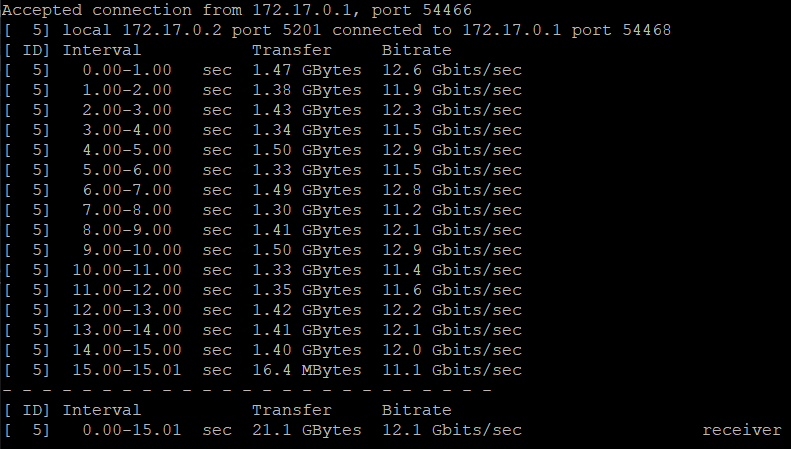 Accepted connection from 172.17.0.1, port 54466
[  5] local 172.17.0.2 port 5201 connected to 172.17.0.1 port 54468
[ ID] Interval           Transfer     Bitrate
[  5]   0.00-1.00   sec  1.47 GBytes  12.6 Gbits/sec
[  5]   1.00-2.00   sec  1.38 GBytes  11.9 Gbits/sec
[  5]   2.00-3.00   sec  1.43 GBytes  12.3 Gbits/sec
[  5]   3.00-4.00   sec  1.34 GBytes  11.5 Gbits/sec
[  5]   4.00-5.00   sec  1.50 GBytes  12.9 Gbits/sec
[  5]   5.00-6.00   sec  1.33 GBytes  11.5 Gbits/sec
[  5]   6.00-7.00   sec  1.49 GBytes  12.8 Gbits/sec
[  5]   7.00-8.00   sec  1.30 GBytes  11.2 Gbits/sec
[  5]   8.00-9.00   sec  1.41 GBytes  12.1 Gbits/sec
[  5]   9.00-10.00  sec  1.50 GBytes  12.9 Gbits/sec
[  5]  10.00-11.00  sec  1.33 GBytes  11.4 Gbits/sec
[  5]  11.00-12.00  sec  1.35 GBytes  11.6 Gbits/sec
[  5]  12.00-13.00  sec  1.42 GBytes  12.2 Gbits/sec
[  5]  13.00-14.00  sec  1.41 GBytes  12.1 Gbits/sec
[  5]  14.00-15.00  sec  1.40 GBytes  12.0 Gbits/sec
[  5]  15.00-15.01  sec  16.4 MBytes  11.1 Gbits/sec
- - - - - - - - - - - - - - - - - - - - - - - - -
[ ID] Interval           Transfer     Bitrate
[  5]   0.00-15.01  sec  21.1 GBytes  12.1 Gbits/sec                  receiver